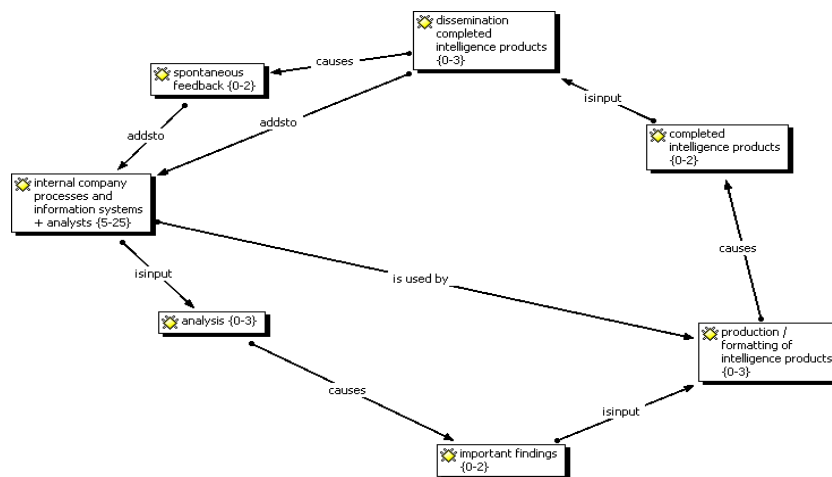 dissemination
completed
intelligence products
{0-3}
causes
spontaneous
feedback {0-2}
isinput
addsto
addsto
completed
intelligence products
{0-2}
internal company
processes and
information systems
+ analysts {5-25}
causes
isinput
is used by
analysis {0-3}
production /
formatting of
intelligence products
{0-3}
causes
isinput
important findings
{0-2}